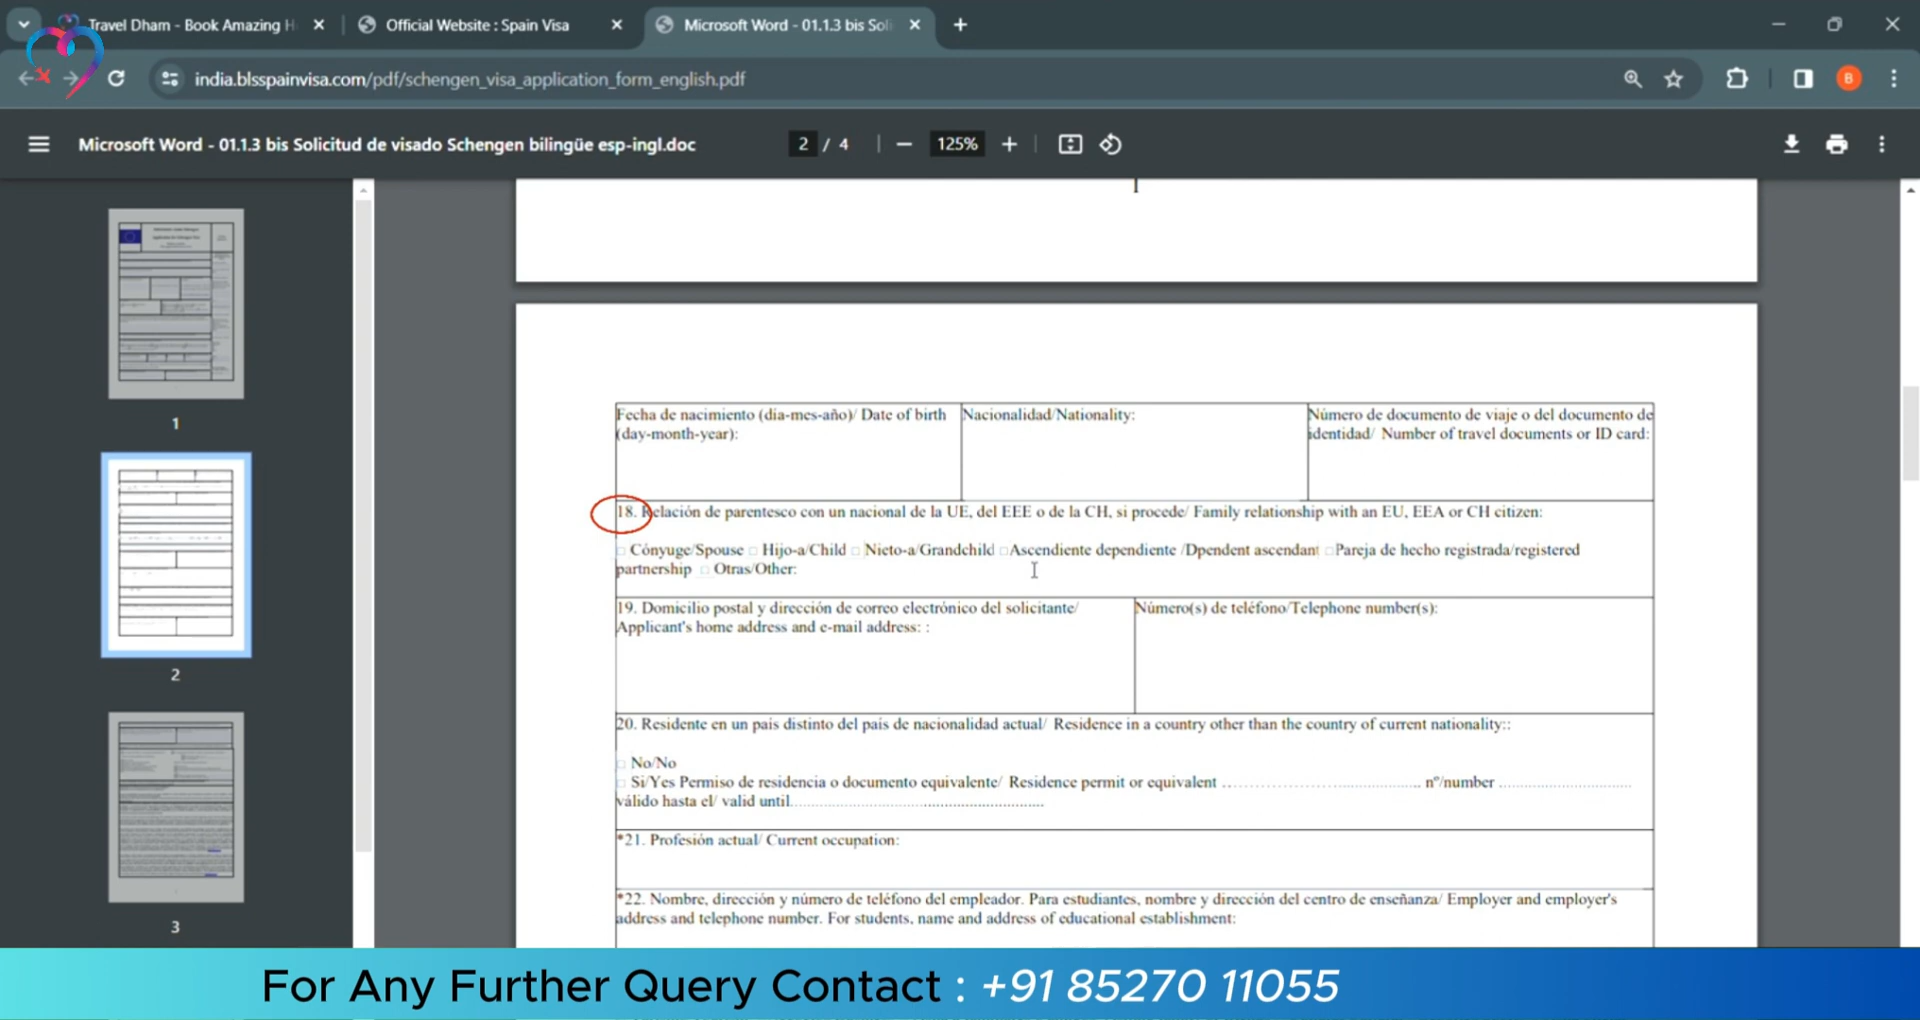 Travel Dham - Book Amazing H
Official Website : Spain Visa
Microsoft Word - 01.1.3 bis Soli
india.blsspainvisa.com/pdf/schengen_visa_application_form_english.pdf
B
Microsoft Word - 01.1.3 bis Solicitud de visado Schengen bilingüe esp-ingl.doc
2 / 4
125%
1
2
3
Fecha de nacimiento (día-mes-año)/ Date of birth
(day-month-year):
Nacionalidad/Nationality:
Número de documento de viaje o del documento de
identidad/ Number of travel documents or ID card:
18. Relación de parentesco con un nacional de la UE, del EEE o de la CH, si procede/ Family relationship with an EU, EEA or CH citizen:
□ Cónyuge/Spouse □ Hijo-a/Child □ Nieto-a/Grandchild □Ascendiente dependiente /Dpendent ascendant □Pareja de hecho registrada/registered
partnership □ Otras/Other:
19. Domicilio postal y dirección de correo electrónico del solicitante/
Applicant's home address and e-mail address: :
Número(s) de teléfono/Telephone number(s):
20. Residente en un país distinto del país de nacionalidad actual/ Residence in a country other than the country of current nationality::
□ No/No
□ Sí/Yes Permiso de residencia o documento equivalente/ Residence permit or equivalent ........................................ nº/number ...........................
válido hasta el/ valid until....................................................
*21. Profesión actual/ Current occupation:
*22. Nombre, dirección y número de teléfono del empleador. Para estudiantes, nombre y dirección del centro de enseñanza/ Employer and employer's
address and telephone number. For students, name and address of educational establishment:
For Any Further Query Contact : +91 85270 11055